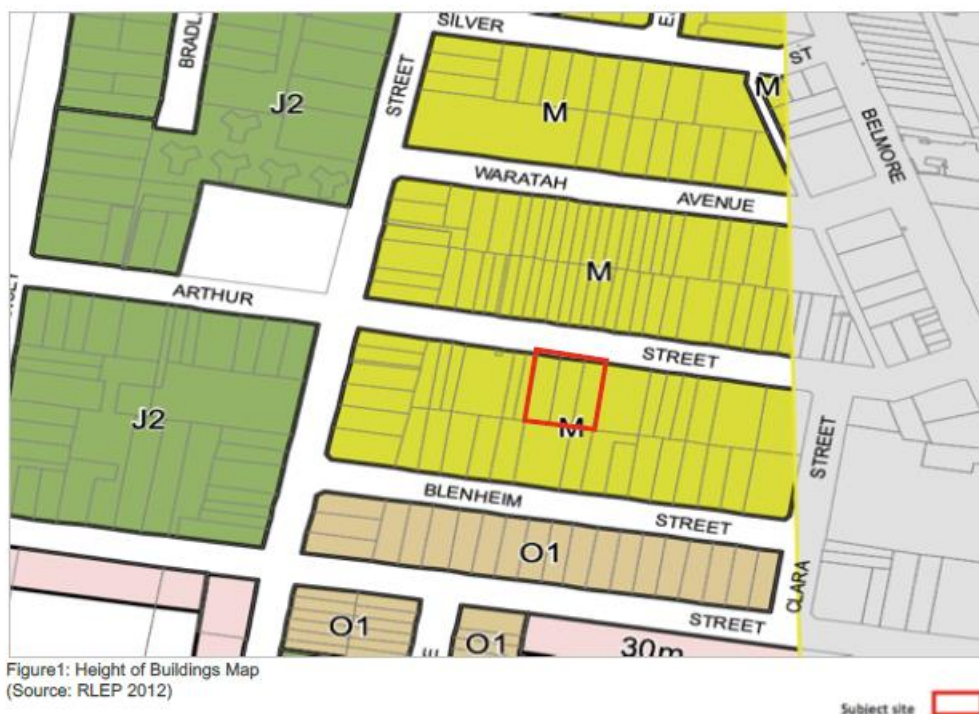 SILVER
ST
BRADL
STREET
J2
M
M
BELMORE
WARATAH
AVENUE
M
ARTHUR
STREET
J2
M
STREET
BLENHEIM
STREET
O1
CLARA
STREET
O1
O1
30m
Figure1: Height of Buildings Map
(Source: RLEP 2012)
Subject site